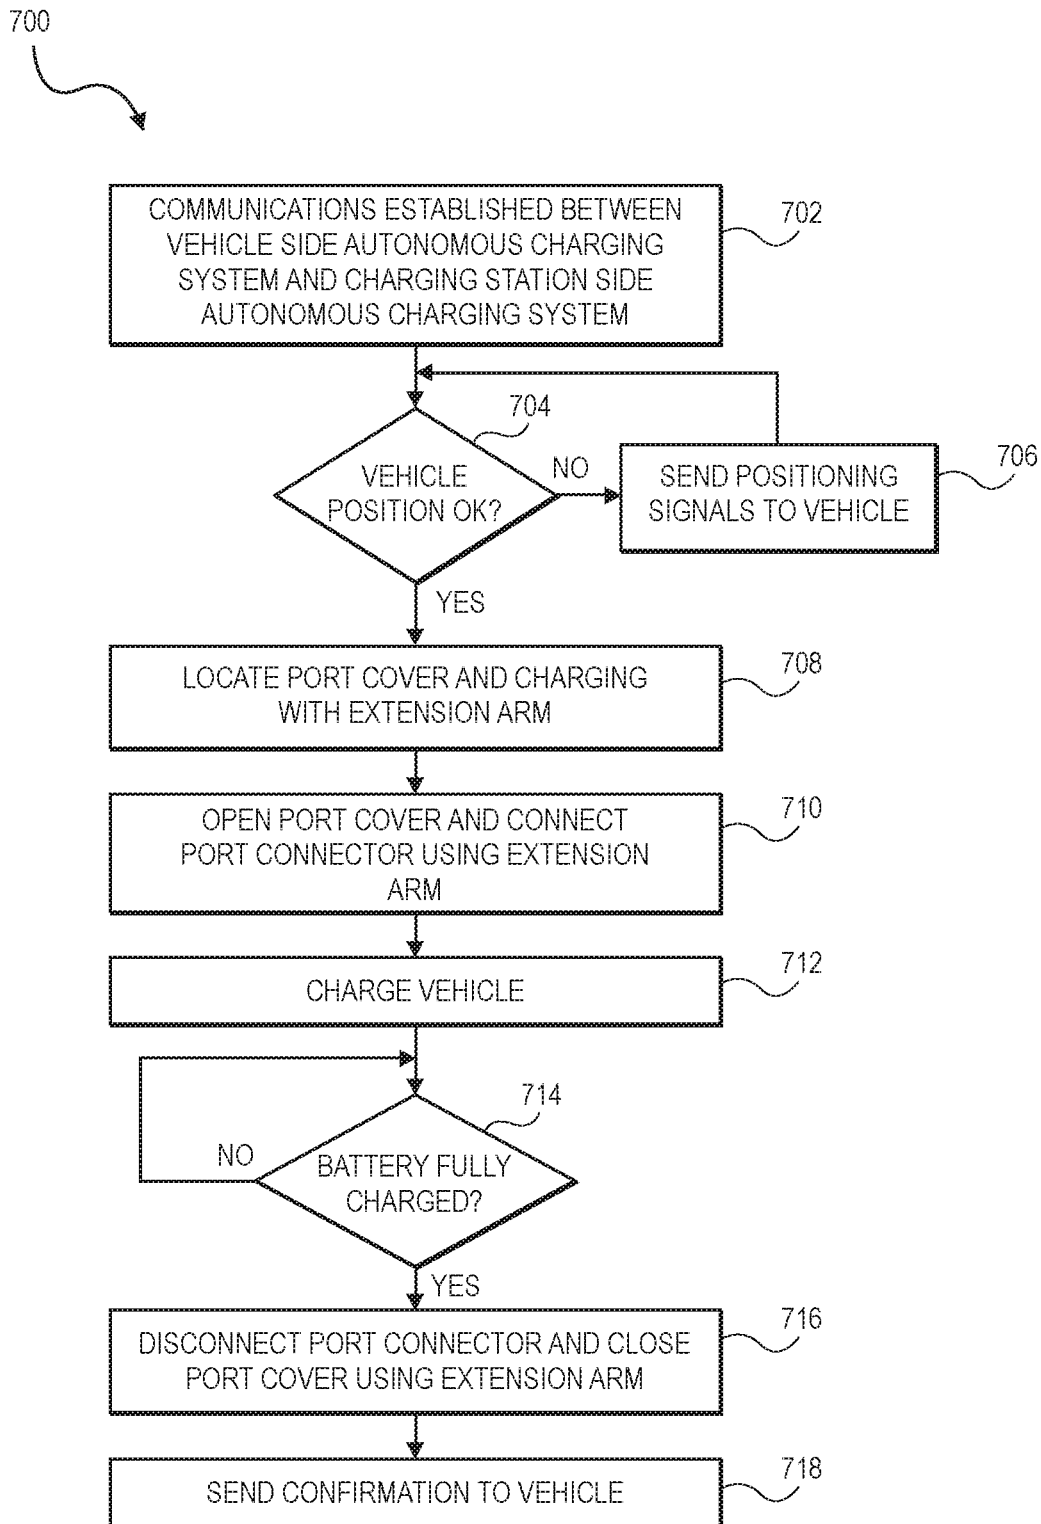 700
COMMUNICATIONS ESTABLISHED BETWEEN
VEHICLE SIDE AUTONOMOUS CHARGING
SYSTEM AND CHARGING STATION SIDE
AUTONOMOUS CHARGING SYSTEM
702
704
VEHICLE
POSITION OK?
NO
SEND POSITIONING
SIGNALS TO VEHICLE
706
YES
LOCATE PORT COVER AND CHARGING
WITH EXTENSION ARM
708
OPEN PORT COVER AND CONNECT
PORT CONNECTOR USING EXTENSION
ARM
710
CHARGE VEHICLE
712
714
NO
BATTERY FULLY
CHARGED?
YES
DISCONNECT PORT CONNECTOR AND CLOSE
PORT COVER USING EXTENSION ARM
716
SEND CONFIRMATION TO VEHICLE
718